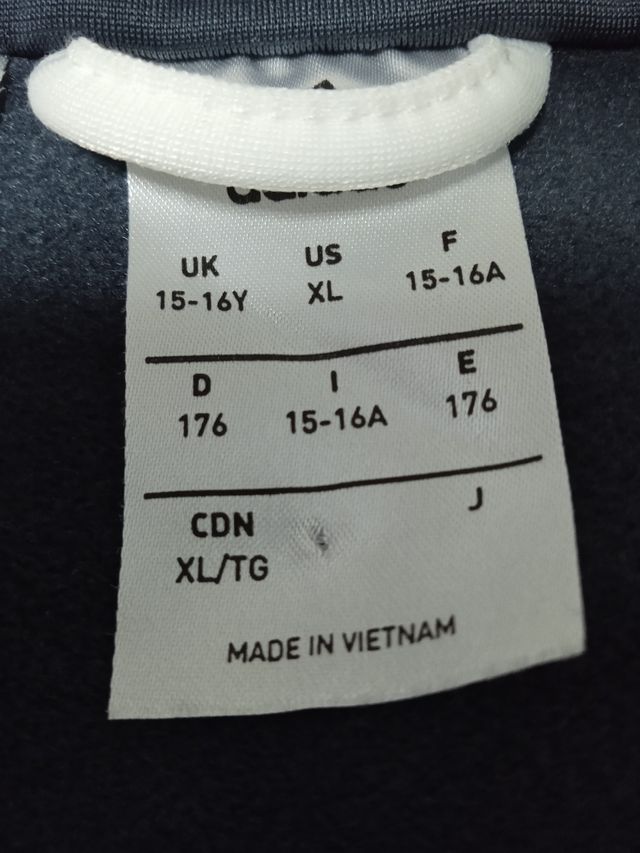 UK US F
15-16Y XL 15-16A
D I E
176 15-16A 176
CDN J
XL/TG
MADE IN VIETNAM